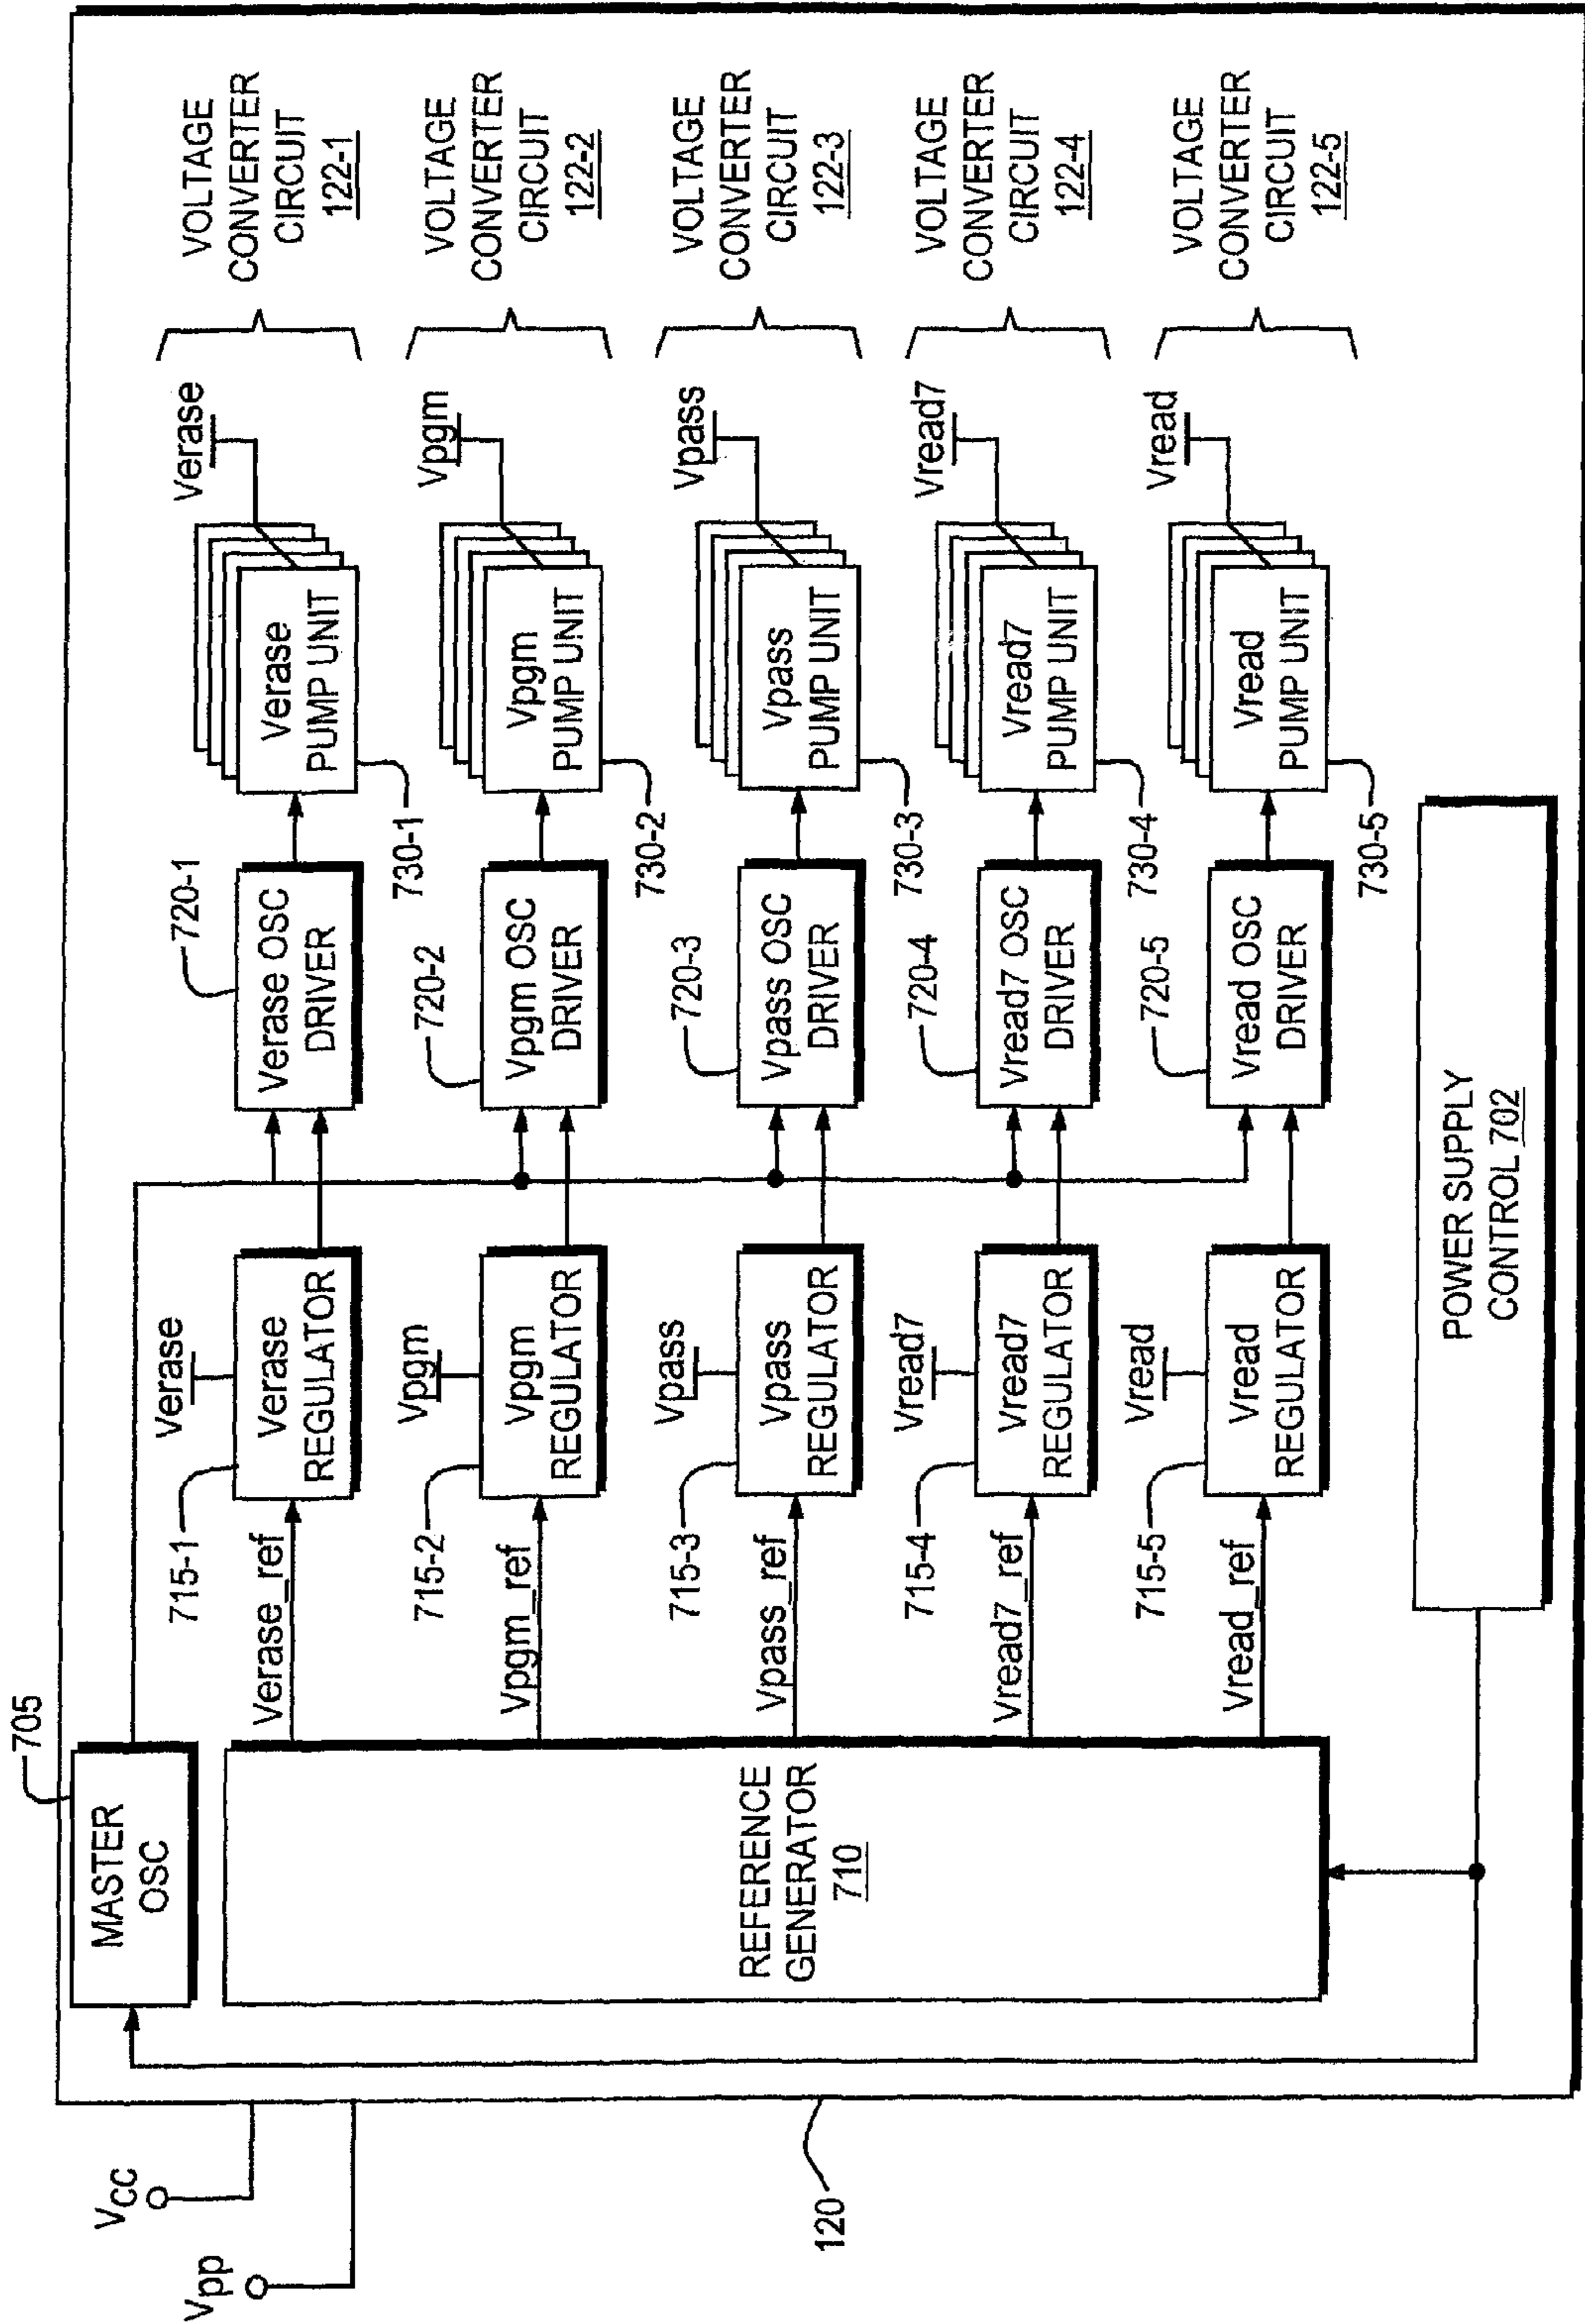 Vcc
Vpp
120
705
MASTER
OSC
REFERENCE
GENERATOR
710
Verase_ref
715-1
Verase
Verase
REGULATOR
720-1
Verase OSC
DRIVER
730-1
Verase
PUMP UNIT
Verase
VOLTAGE
CONVERTER
CIRCUIT
122-1
Vpgm_ref
715-2
Vpgm
Vpgm
REGULATOR
720-2
Vpgm OSC
DRIVER
730-2
Vpgm
PUMP UNIT
Vpgm
VOLTAGE
CONVERTER
CIRCUIT
122-2
Vpass_ref
715-3
Vpass
Vpass
REGULATOR
720-3
Vpass OSC
DRIVER
730-3
Vpass
PUMP UNIT
Vpass
VOLTAGE
CONVERTER
CIRCUIT
122-3
Vread7_ref
715-4
Vread7
Vread7
REGULATOR
720-4
Vread7 OSC
DRIVER
730-4
Vread7
PUMP UNIT
Vread7
VOLTAGE
CONVERTER
CIRCUIT
122-4
Vread_ref
715-5
Vread
Vread
REGULATOR
720-5
Vread OSC
DRIVER
730-5
Vread
PUMP UNIT
Vread
VOLTAGE
CONVERTER
CIRCUIT
122-5
POWER SUPPLY
CONTROL 702